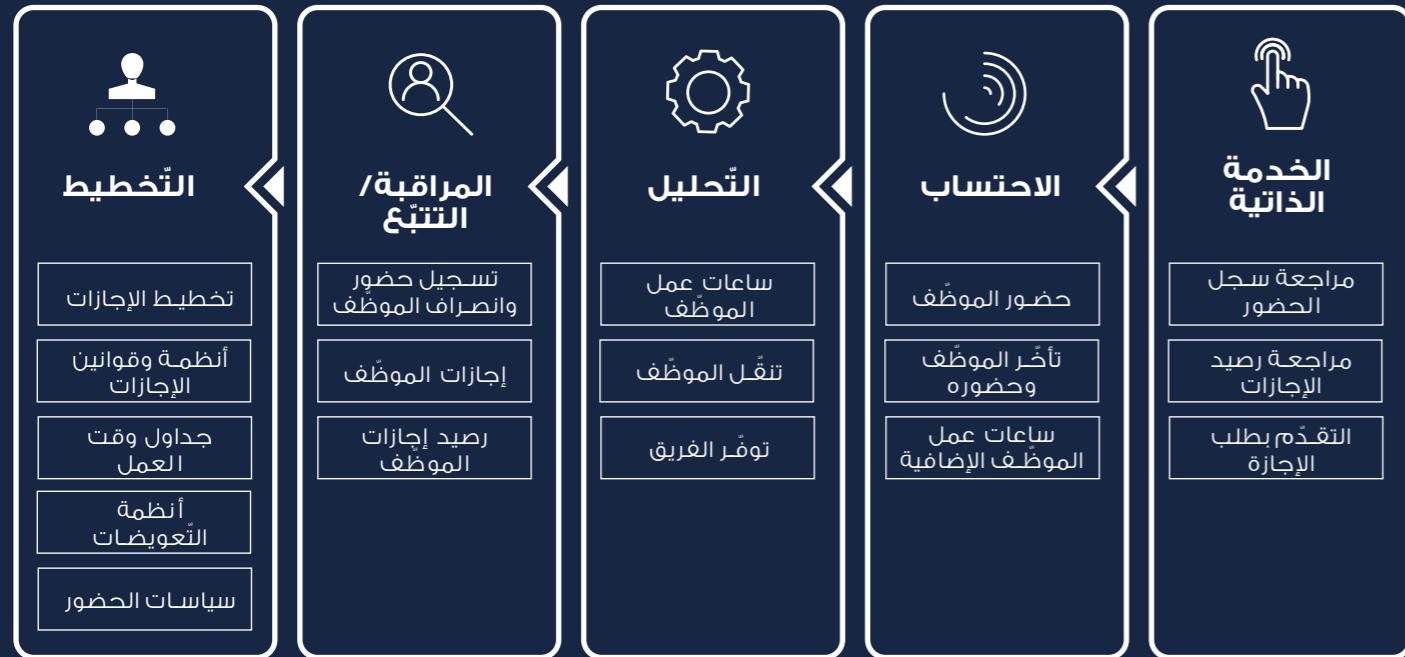 الخدمة
الذاتية
مراجعة سجل
الحضور
مراجعة رصيد
الإجازات
التقدّم بطلب
الإجازة
الاحتساب
حضور الموظّف
تأخّر الموظّف
وحضوره
ساعات عمل
الموظّف الإضافية
التّحليل
ساعات عمل
الموظّف
تنقّل الموظّف
توفّر الفريق
المراقبة/
التتبّع
تسجيل حضور
وانصراف الموظّف
إجازات الموظّف
رصيد إجازات
الموظّف
التّخطيط
تخطيط الإجازات
أنظمة وقوانين
الإجازات
جداول وقت
العمل
أنظمة
التّعويضات
سياسات الحضور